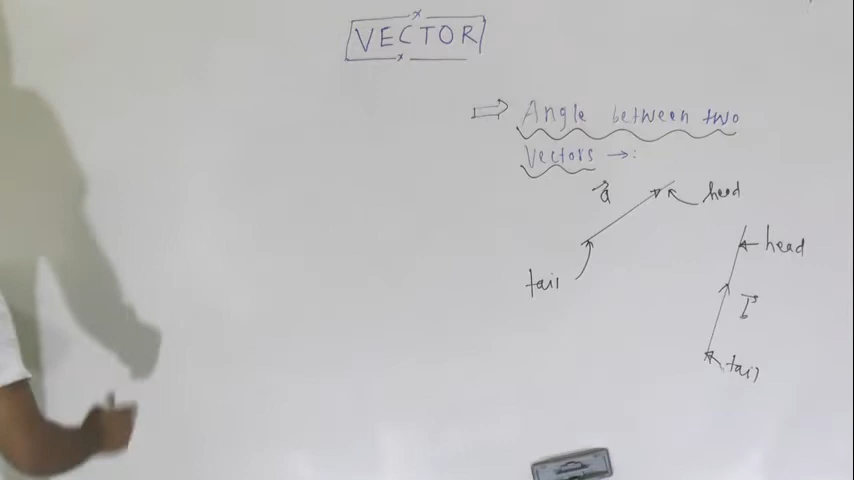 VECTOR
⇒ Angle between two
Vectors →:
a⃗
head
head
tail
b⃗
tail